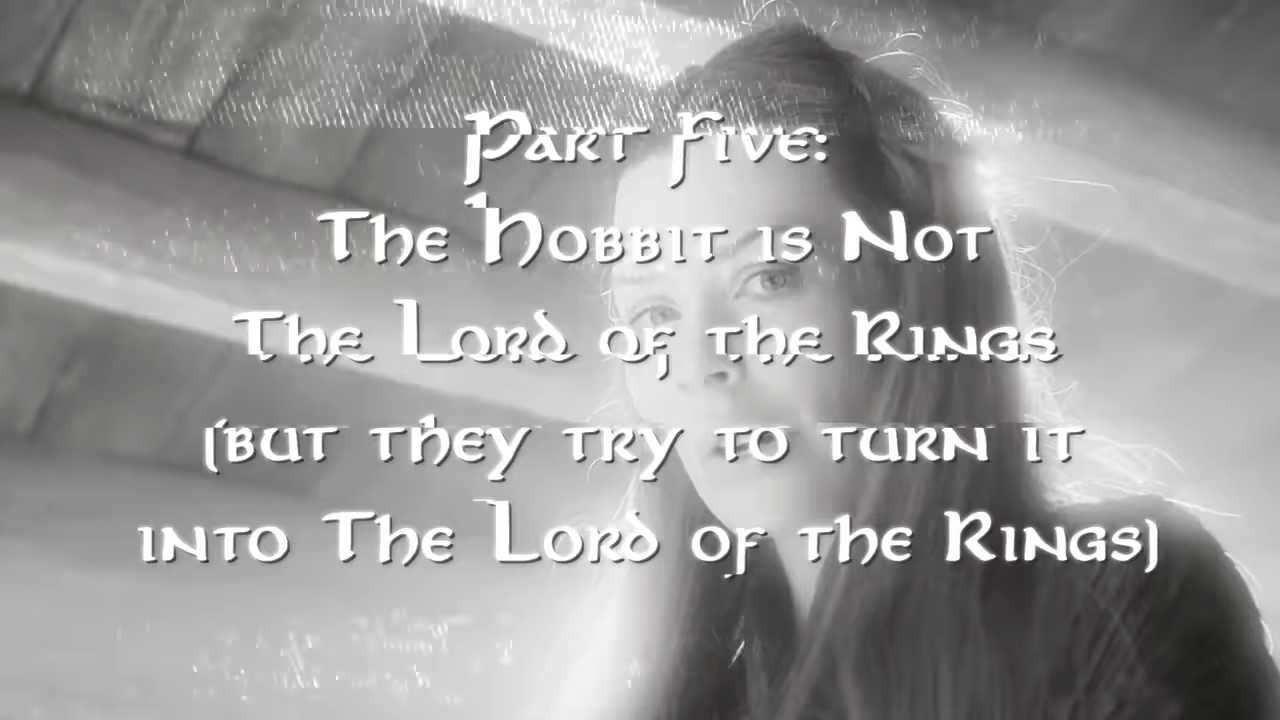 Part Five:
The Hobbit is Not
The Lord of the Rings
(but they try to turn it
into The Lord of the Rings)